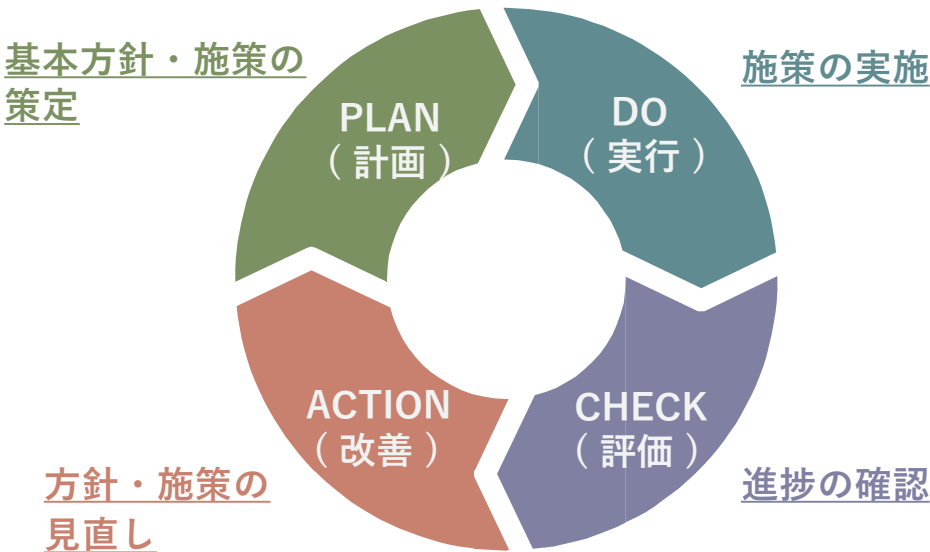 基本方針・施策の
策定
PLAN
（計画）
DO
（実行）
施策の実施
ACTION
（改善）
方針・施策の
見直し
CHECK
（評価）
進捗の確認